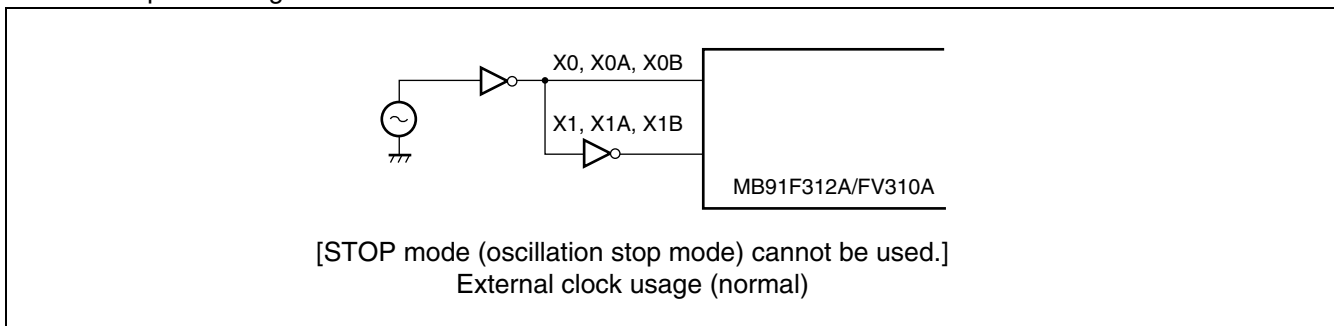 X0, X0A, X0B
X1, X1A, X1B
MB91F312A/FV310A
[STOP mode (oscillation stop mode) cannot be used.]
External clock usage (normal)